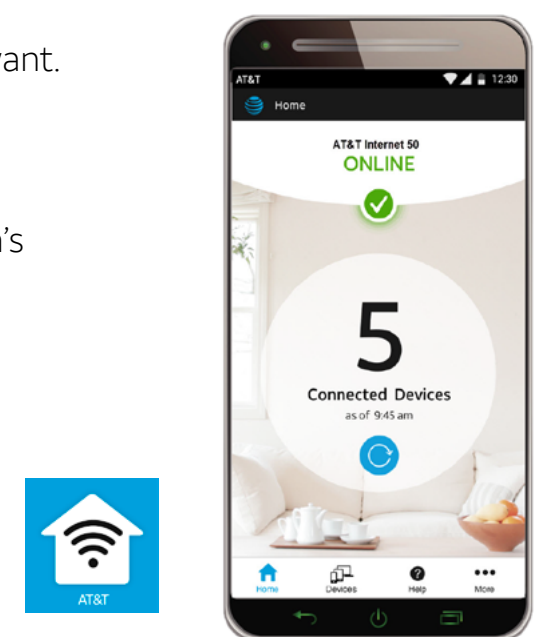 vant.
's
AT&T
AT&T 12:30
Home
AT&T Internet 50
ONLINE
5
Connected Devices
as of 9:45 am
Home Devices Help More